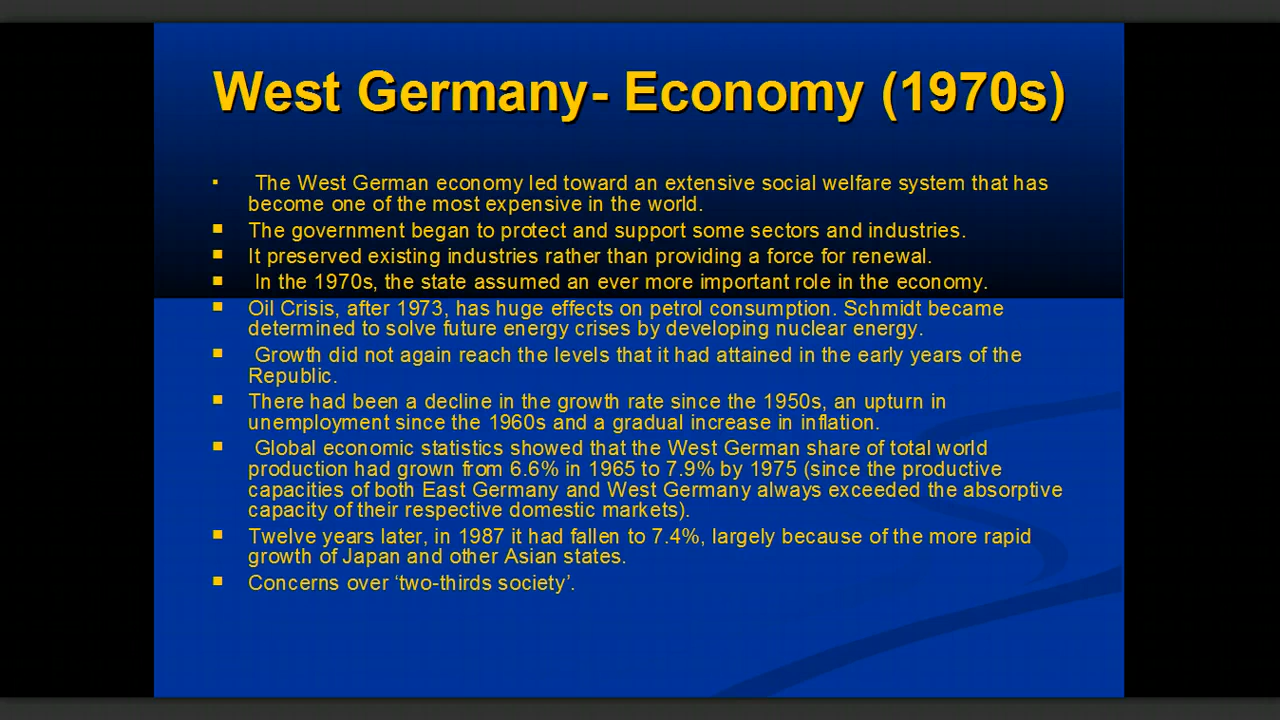 West Germany- Economy (1970s)
▪ The West German economy led toward an extensive social welfare system that has
become one of the most expensive in the world.
■ The government began to protect and support some sectors and industries.
■ It preserved existing industries rather than providing a force for renewal.
■ In the 1970s, the state assumed an ever more important role in the economy.
■ Oil Crisis, after 1973, has huge effects on petrol consumption. Schmidt became
determined to solve future energy crises by developing nuclear energy.
■ Growth did not again reach the levels that it had attained in the early years of the
Republic.
■ There had been a decline in the growth rate since the 1950s, an upturn in
unemployment since the 1960s and a gradual increase in inflation.
■ Global economic statistics showed that the West German share of total world
production had grown from 6.6% in 1965 to 7.9% by 1975 (since the productive
capacities of both East Germany and West Germany always exceeded the absorptive
capacity of their respective domestic markets).
■ Twelve years later, in 1987 it had fallen to 7.4%, largely because of the more rapid
growth of Japan and other Asian states.
■ Concerns over ‘two-thirds society’.